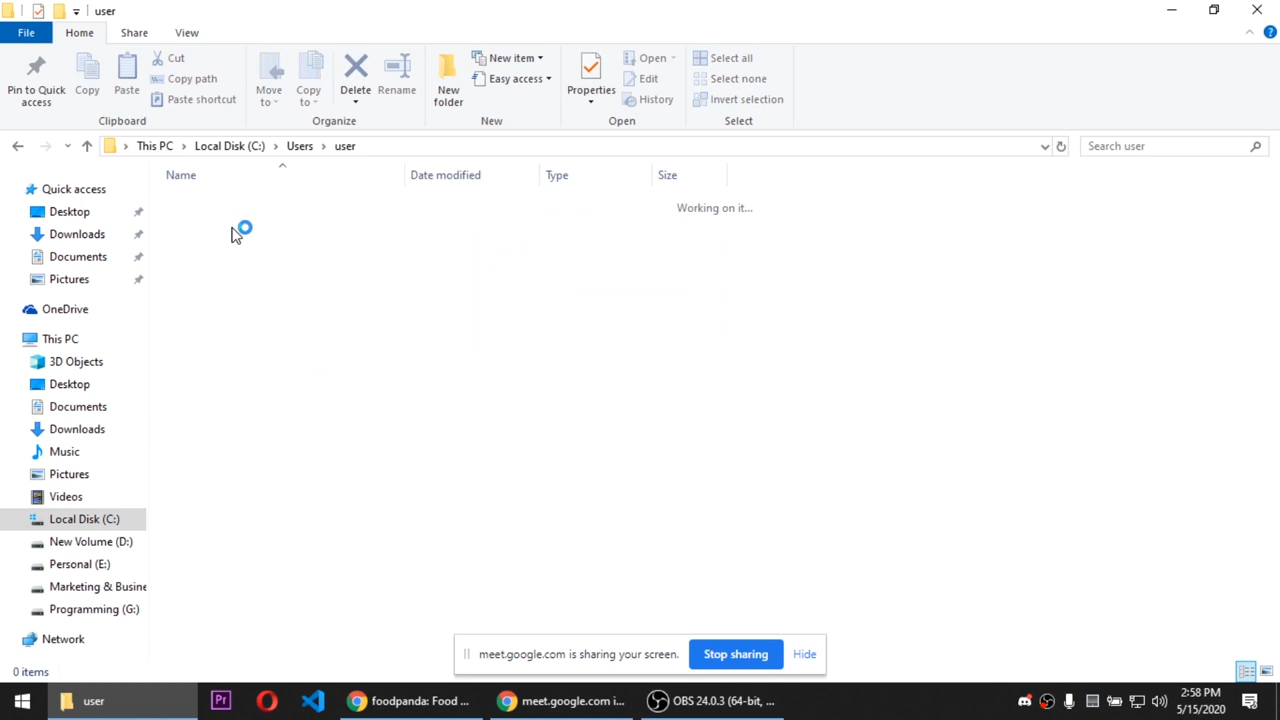 user
File Home Share View
Pin to Quick access
Copy
Paste
Cut
Copy path
Paste shortcut
Clipboard
Move to
Copy to
Delete
Rename
Organize
New folder
New item
Easy access
New
Properties
Open
Edit
History
Open
Select all
Select none
Invert selection
Select
This PC > Local Disk (C:) > Users > user
Search user
Name Date modified Type Size
Working on it...
Quick access
Desktop
Downloads
Documents
Pictures
OneDrive
This PC
3D Objects
Desktop
Documents
Downloads
Music
Pictures
Videos
Local Disk (C:)
New Volume (D:)
Personal (E:)
Marketing & Busine
Programming (G:)
Network
meet.google.com is sharing your screen. Stop sharing Hide
0 items
user
Pr
foodpanda: Food ...
meet.google.com i...
OBS 24.0.3 (64-bit, ...
2:58 PM
5/15/2020